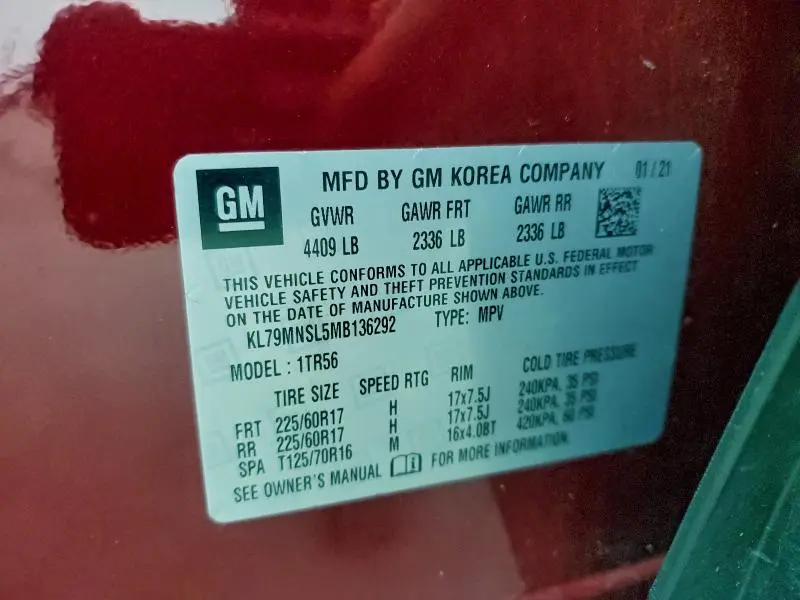 GM
MFD BY GM KOREA COMPANY 01 / 21
GVWR GAWR FRT GAWR RR
4409 LB 2336 LB 2336 LB
THIS VEHICLE CONFORMS TO ALL APPLICABLE U.S. FEDERAL MOTOR
VEHICLE SAFETY AND THEFT PREVENTION STANDARDS IN EFFECT
ON THE DATE OF MANUFACTURE SHOWN ABOVE.
KL79MNSL5MB136292 TYPE: MPV
MODEL : 1TR56
TIRE SIZE SPEED RTG RIM COLD TIRE PRESSURE
FRT 225/60R17 H 17x7.5J 240KPA, 35 PSI
RR 225/60R17 H 17x7.5J 240KPA, 35 PSI
SPA T125/70R16 M 16x4.0BT 420KPA, 60 PSI
SEE OWNER'S MANUAL FOR MORE INFORMATION.